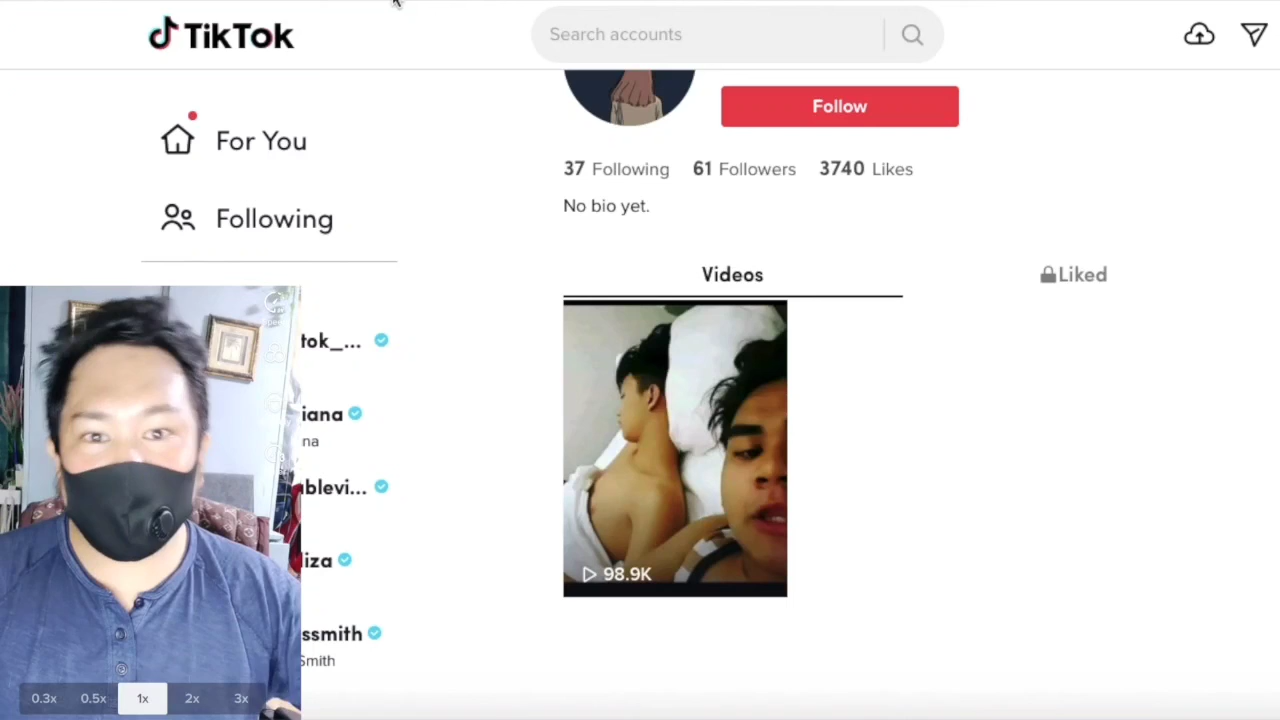 TikTok
Search accounts
Follow
For You
37 Following 61 Followers 3740 Likes
No bio yet.
Following
Videos
Liked
tok_...
iana
na
blevi...
iza
98.9K
ssmith
Smith
0.3x 0.5x 1x 2x 3x